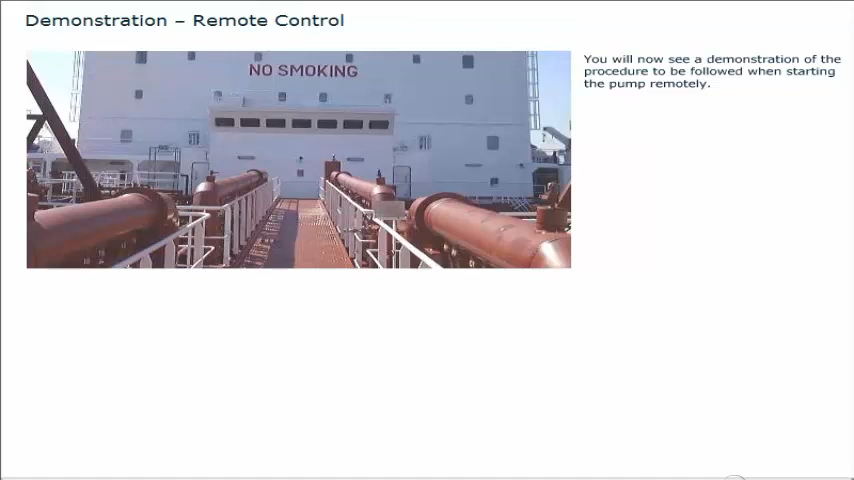 Demonstration – Remote Control
NO SMOKING
You will now see a demonstration of the
procedure to be followed when starting
the pump remotely.